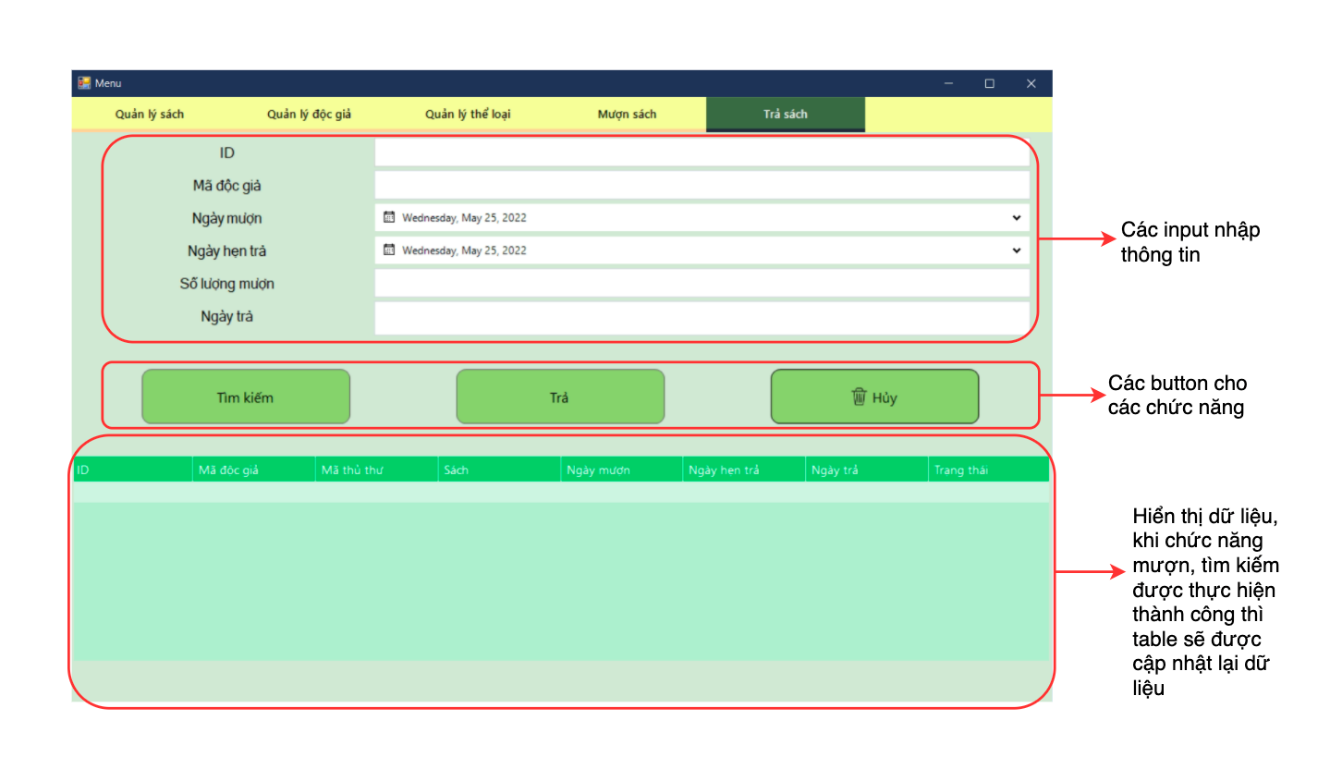 Menu
Quản lý sách Quản lý độc giả Quản lý thể loại Mượn sách Trả sách
ID
Mã độc giả
Ngày mượn Wednesday, May 25, 2022
Ngày hẹn trả Wednesday, May 25, 2022
Số lượng mượn
Ngày trả
Các input nhập
thông tin
Tìm kiếm Trả Hủy
Các button cho
các chức năng
ID Mã độc giả Mã thủ thư Sách Ngày mượn Ngày hẹn trả Ngày trả Trạng thái
Hiển thị dữ liệu,
khi chức năng
mượn, tìm kiếm
được thực hiện
thành công thì
table sẽ được
cập nhật lại dữ
liệu